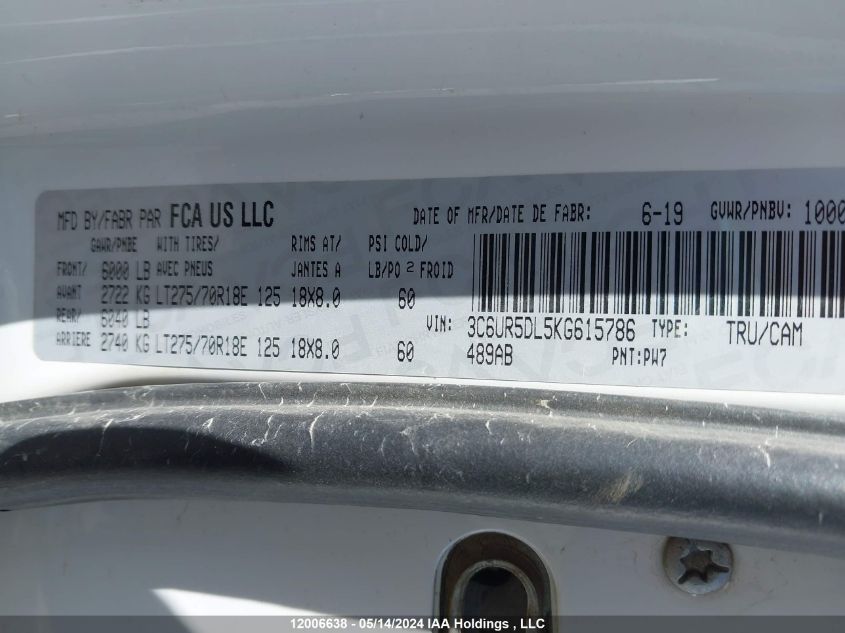 MFD BY/FABR PAR FCA US LLC DATE OF MFR/DATE DE FABR: 6-19 GVWR/PNBV: 1000
GAWR/PNBE WITH TIRES/ RIMS AT/ PSI COLD/
FRONT/ 6000 LB AVEC PNEUS JANTES A LB/PO 2 FROID
AVANT 2722 KG LT275/70R18E 125 18X8.0 60
REAR/ 6040 LB
ARRIERE 2740 KG LT275/70R18E 125 18X8.0 60
VIN: 3C6UR5DL5KG615786 TYPE: TRU/CAM
489AB PNT:PW7
12006638 - 05/14/2024 IAA Holdings , LLC